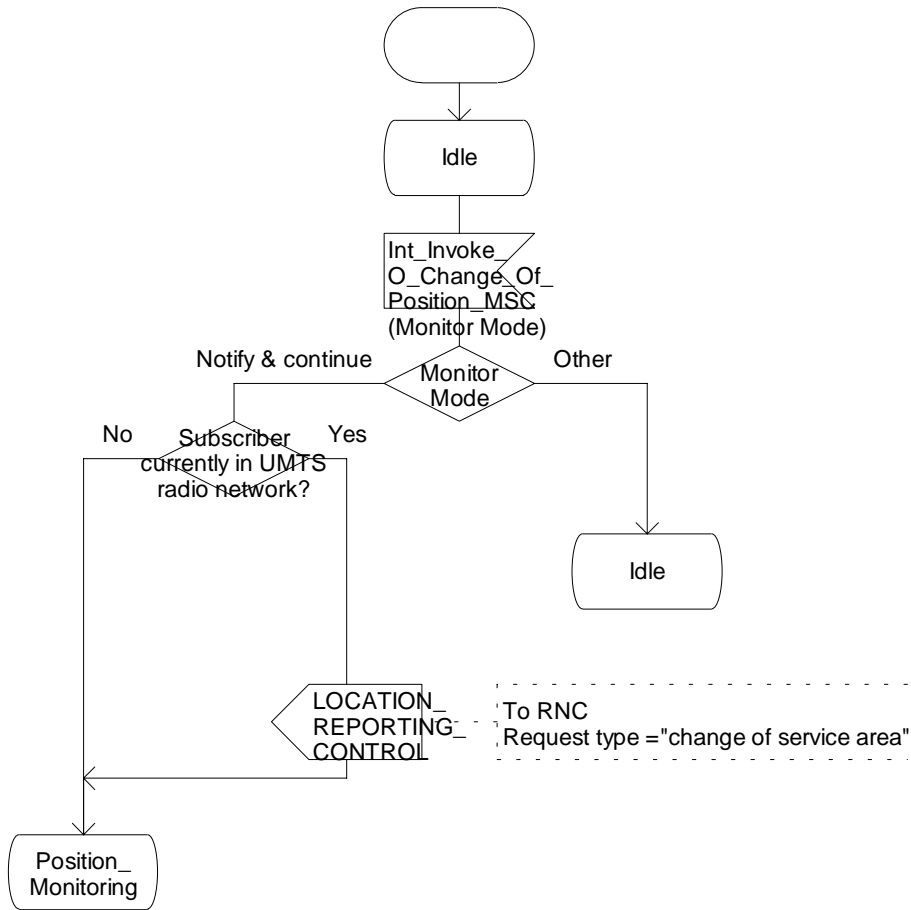 Idle
Int_Invoke_
O_Change_Of_
Position_MSC
(Monitor Mode)
Notify & continue
Monitor
Mode
Other
No
Subscriber
currently in UMTS
radio network?
Yes
Idle
LOCATION_
REPORTING_
CONTROL
To RNC
Request type ="change of service area"
Position_
Monitoring